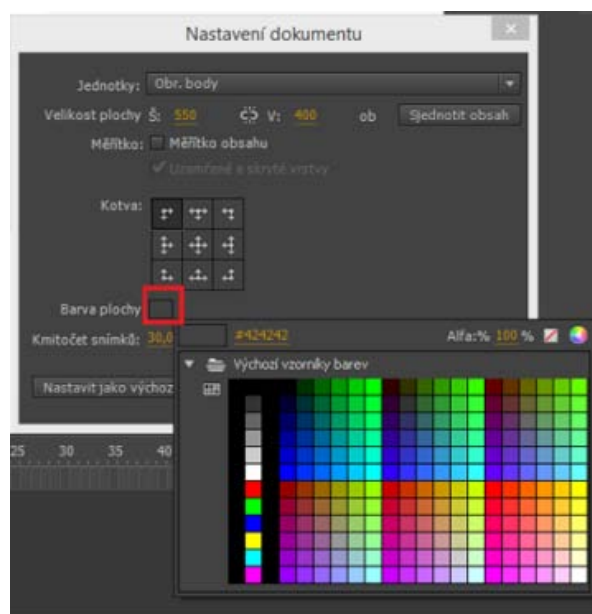 Nastavení dokumentu
Jednotky: Obr. body
Velikost plochy Š: 550 V: 400 ob Sjednotit obsah
Měřítko: Měřítko obsahu
Uzamčené a skryté vrstvy
Kotva:
Barva plochy
Kmitočet snímků: 30,0 #424242 Alfa:% 100 %
Výchozí vzorníky barev
Nastavit jako výchoz
25 30 35 40